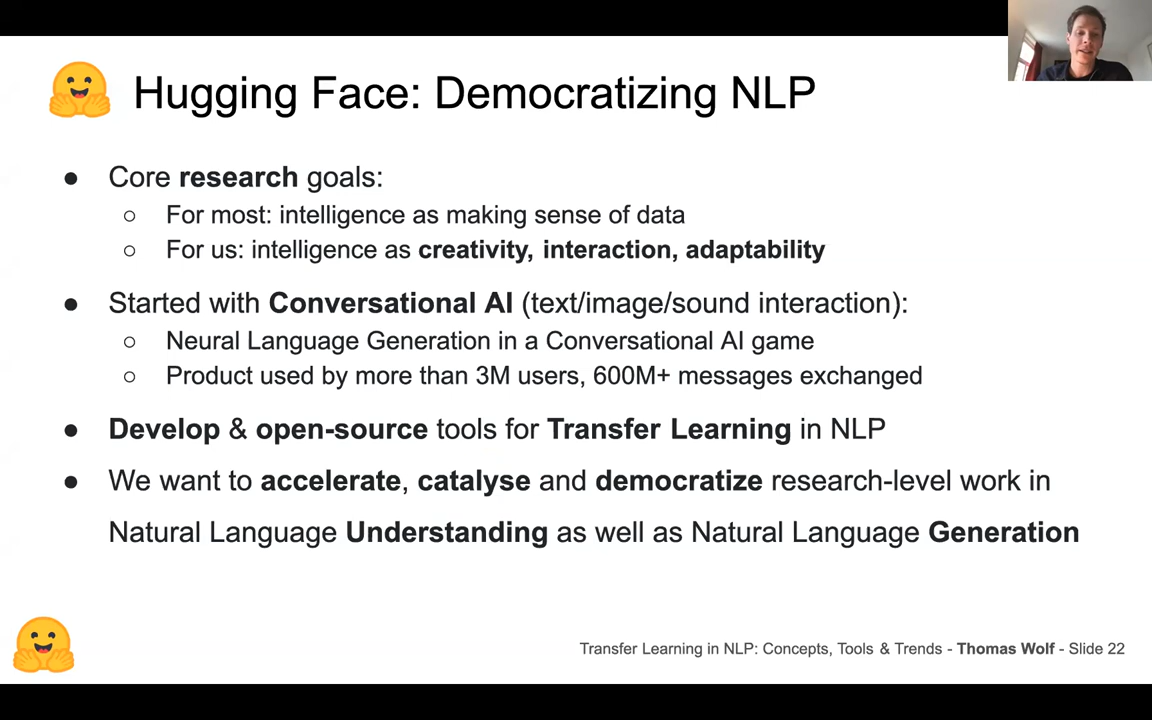 Hugging Face: Democratizing NLP
● Core research goals:
○ For most: intelligence as making sense of data
○ For us: intelligence as creativity, interaction, adaptability
● Started with Conversational AI (text/image/sound interaction):
○ Neural Language Generation in a Conversational AI game
○ Product used by more than 3M users, 600M+ messages exchanged
● Develop & open-source tools for Transfer Learning in NLP
● We want to accelerate, catalyse and democratize research-level work in
Natural Language Understanding as well as Natural Language Generation
Transfer Learning in NLP: Concepts, Tools & Trends - Thomas Wolf - Slide 22